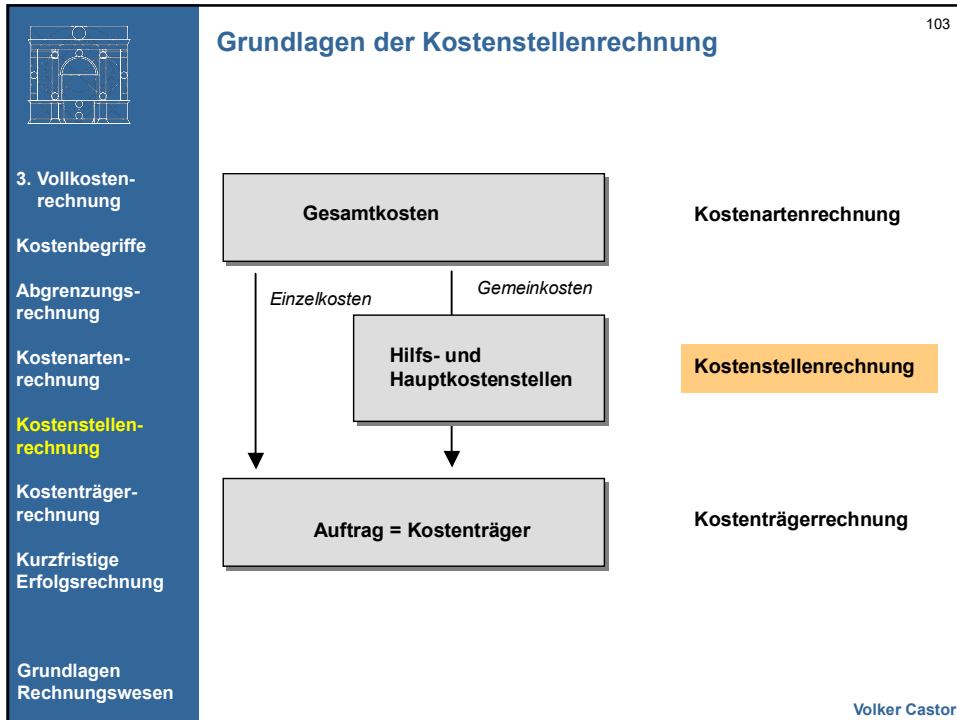 103
Grundlagen der Kostenstellenrechnung
3. Vollkosten-
rechnung
Kostenbegriffe
Abgrenzungs-
rechnung
Kostenarten-
rechnung
Kostenstellen-
rechnung
Kostenträger-
rechnung
Kurzfristige
Erfolgsrechnung
Grundlagen
Rechnungswesen
Gesamtkosten
Kostenartenrechnung
Einzelkosten
Gemeinkosten
Hilfs- und
Hauptkostenstellen
Kostenstellenrechnung
Auftrag = Kostenträger
Kostenträgerrechnung
Volker Castor